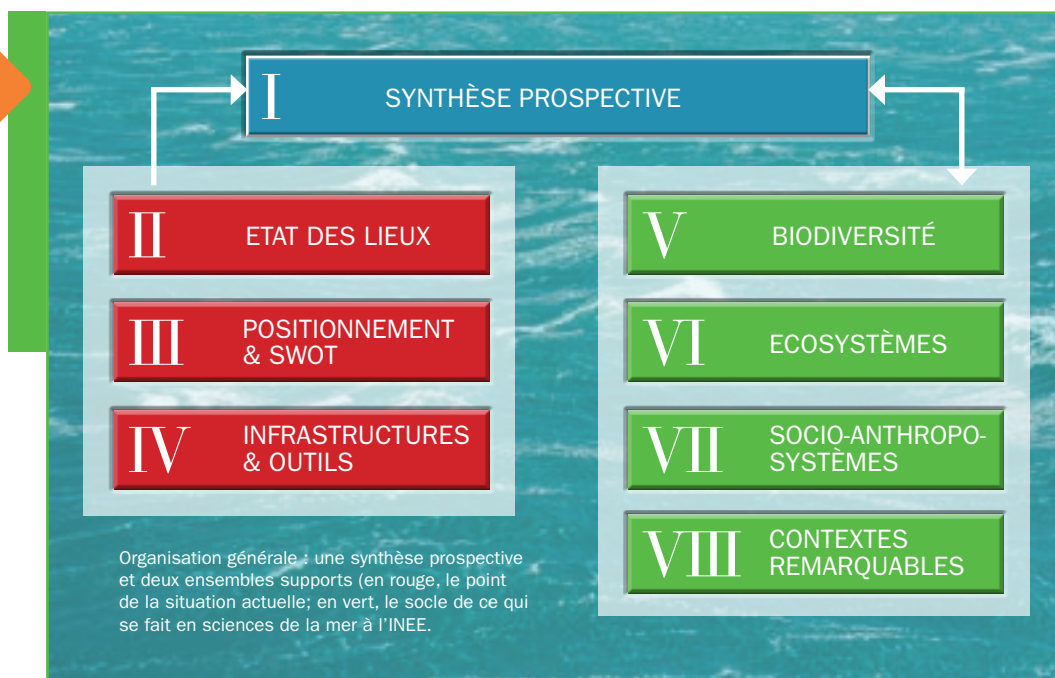 I SYNTHÈSE PROSPECTIVE
II ETAT DES LIEUX
III POSITIONNEMENT
& SWOT
IV INFRASTRUCTURES
& OUTILS
V BIODIVERSITÉ
VI ECOSYSTÈMES
VII SOCIO-ANTHROPO-
SYSTÈMES
VIII CONTEXTES
REMARQUABLES
Organisation générale : une synthèse prospective
et deux ensembles supports (en rouge, le point
de la situation actuelle; en vert, le socle de ce qui
se fait en sciences de la mer à l'INEE.